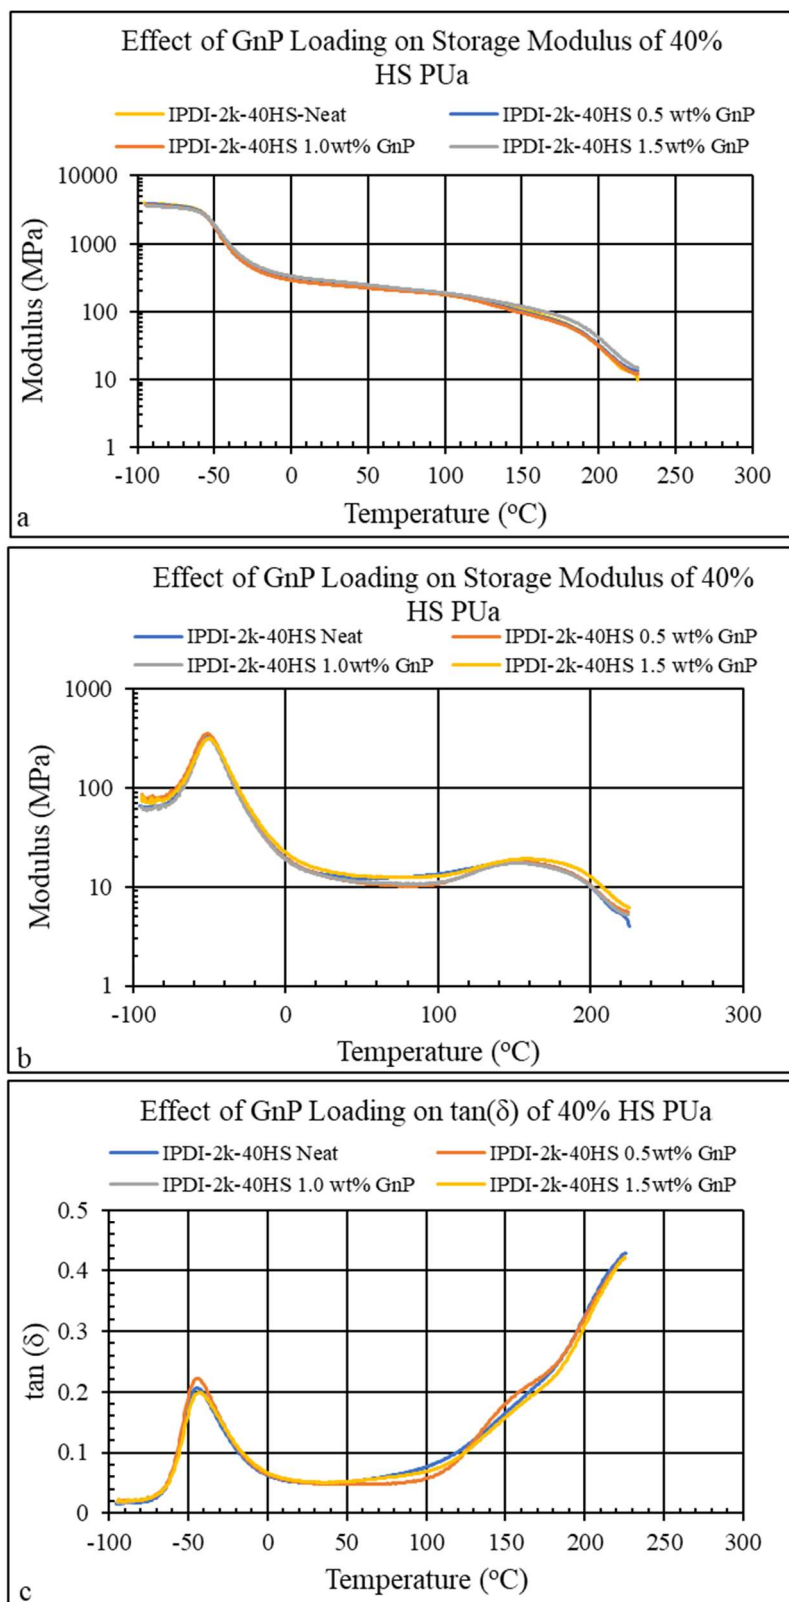 Effect of GnP Loading on Storage Modulus of 40%
HS PUa
IPDI-2k-40HS-Neat
IPDI-2k-40HS 0.5 wt% GnP
IPDI-2k-40HS 1.0wt% GnP
IPDI-2k-40HS 1.5wt% GnP
Modulus (MPa)
10000
1000
100
10
1
-100 -50 0 50 100 150 200 250 300
Temperature (°C)
a
Effect of GnP Loading on Storage Modulus of 40%
HS PUa
IPDI-2k-40HS Neat
IPDI-2k-40HS 0.5 wt% GnP
IPDI-2k-40HS 1.0wt% GnP
IPDI-2k-40HS 1.5 wt% GnP
Modulus (MPa)
1000
100
10
1
-100 0 100 200 300
Temperature (°C)
b
Effect of GnP Loading on tan(δ) of 40% HS PUa
IPDI-2k-40HS Neat
IPDI-2k-40HS 0.5wt% GnP
IPDI-2k-40HS 1.0 wt% GnP
IPDI-2k-40HS 1.5wt% GnP
tan (δ)
0.5
0.4
0.3
0.2
0.1
0
-100 -50 0 50 100 150 200 250 300
Temperature (°C)
c